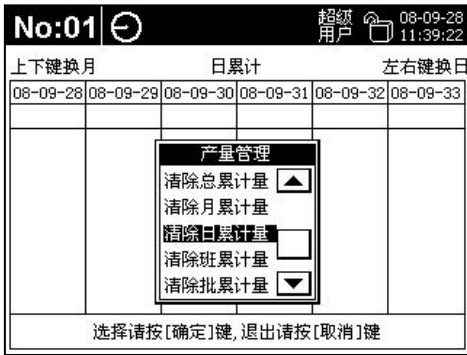 No:01 超级用户 08-09-28 11:39:22
上下键换月 日累计 左右键换日
08-09-28 08-09-29 08-09-30 08-09-31 08-09-32 08-09-33
产量管理
清除总累计量
清除月累计量
清除日累计量
清除班累计量
清除批累计量
选择请按[确定]键,退出请按[取消]键